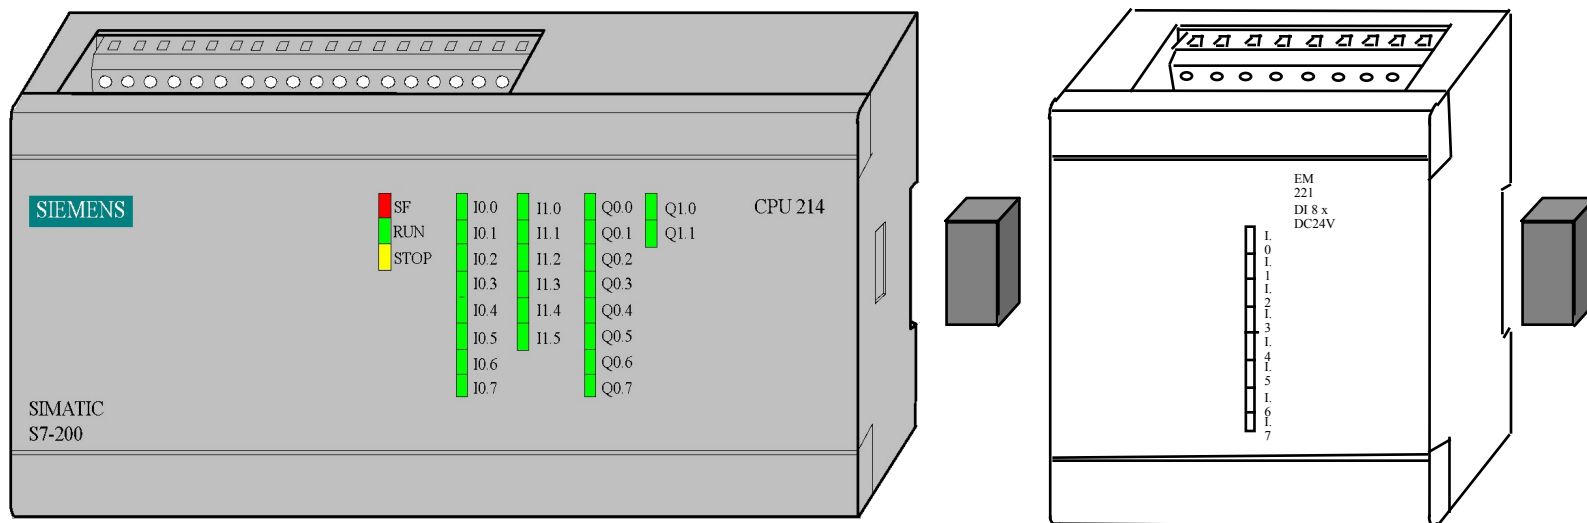 SIEMENS
SF
RUN
STOP
I0.0
I0.1
I0.2
I0.3
I0.4
I0.5
I0.6
I0.7
I1.0
I1.1
I1.2
I1.3
I1.4
I1.5
Q0.0
Q0.1
Q0.2
Q0.3
Q0.4
Q0.5
Q0.6
Q0.7
Q1.0
Q1.1
CPU 214
SIMATIC
S7-200
EM
221
DI 8 x
DC24V
I.
0
I.
1
I.
2
I.
3
I.
4
I.
5
I.
6
I.
7